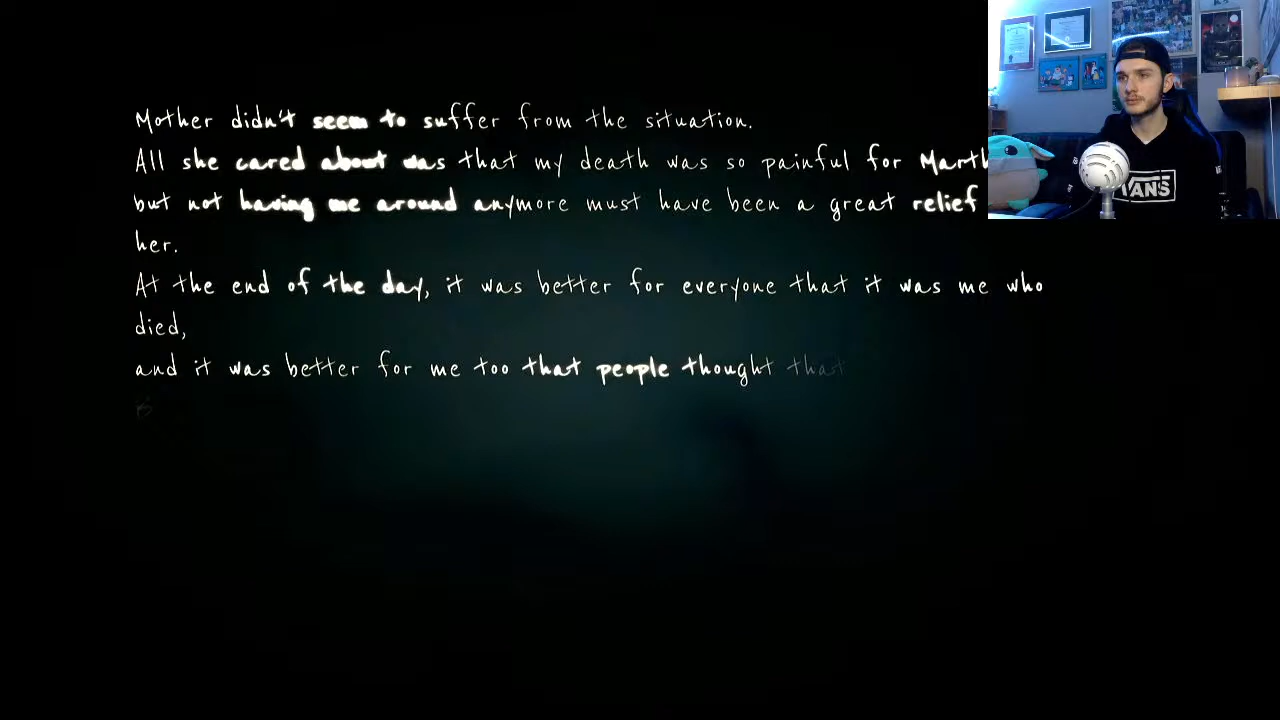 Mother didn't seem to suffer from the situation.
All she cared about was that my death was so painful for
but not having me around anymore must have been a great relief
her.
At the end of the day, it was better for everyone that it was me who
died,
and it was better for me too that people thought that
VANS